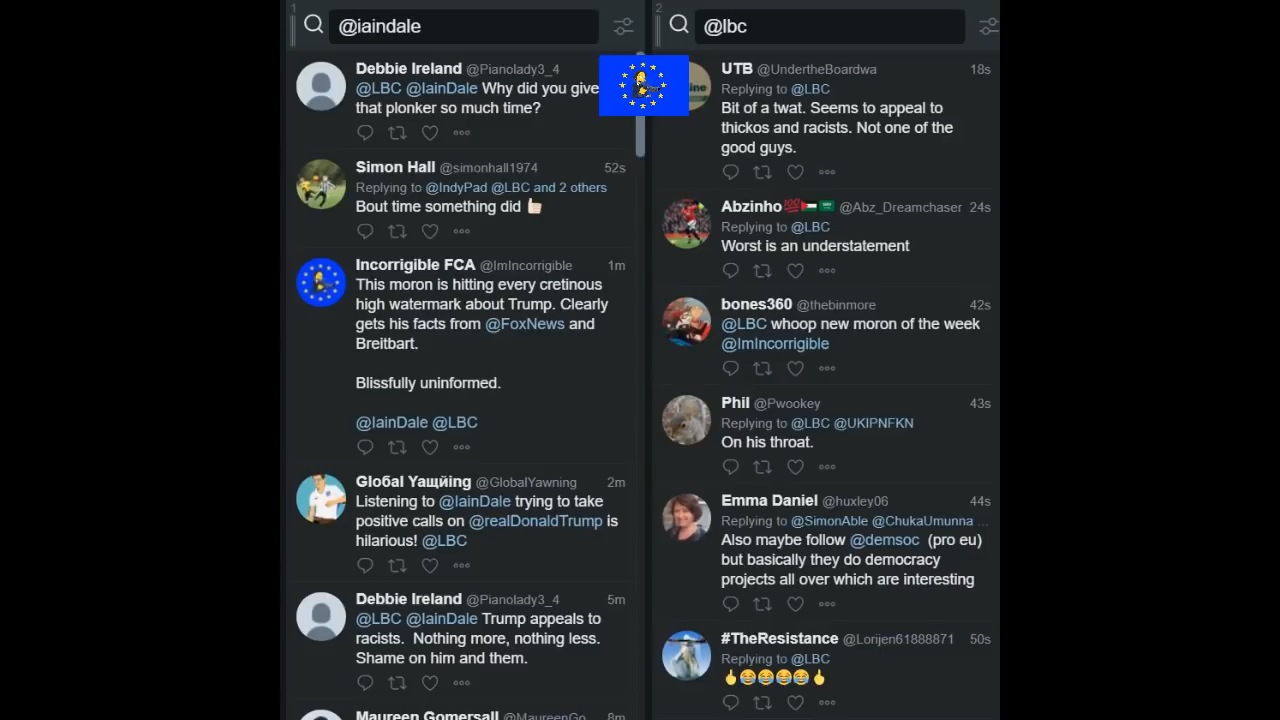 1
@iaindale
Debbie Ireland @Pianolady3_4
@LBC @IainDale Why did you give
that plonker so much time?
Simon Hall @simonhall1974 52s
Replying to @IndyPad @LBC and 2 others
Bout time something did 👍🏻
Incorrigible FCA @ImIncorrigible 1m
This moron is hitting every cretinous
high watermark about Trump. Clearly
gets his facts from @FoxNews and
Breitbart.
Blissfully uninformed.
@IainDale @LBC
Gloбal Yaщйing @GlobalYawning 2m
Listening to @IainDale trying to take
positive calls on @realDonaldTrump is
hilarious! @LBC
Debbie Ireland @Pianolady3_4 5m
@LBC @IainDale Trump appeals to
racists. Nothing more, nothing less.
Shame on him and them.
Maureen Gomersall @MaureenGo 8m
2
@lbc
UTB @UndertheBoardwa 18s
Replying to @LBC
Bit of a twat. Seems to appeal to
thickos and racists. Not one of the
good guys.
Abzinho💯🇵🇸🇸🇦 @Abz_Dreamchaser 24s
Replying to @LBC
Worst is an understatement
bones360 @thebinmore 42s
@LBC whoop new moron of the week
@ImIncorrigible
Phil @Pwookey 43s
Replying to @LBC @UKIPNFKN
On his throat.
Emma Daniel @huxley06 44s
Replying to @SimonAble @ChukaUmunna ...
Also maybe follow @demsoc (pro eu)
but basically they do democracy
projects all over which are interesting
#TheResistance @Lorijen61888871 50s
Replying to @LBC
🖕😂😂😂😂🖕